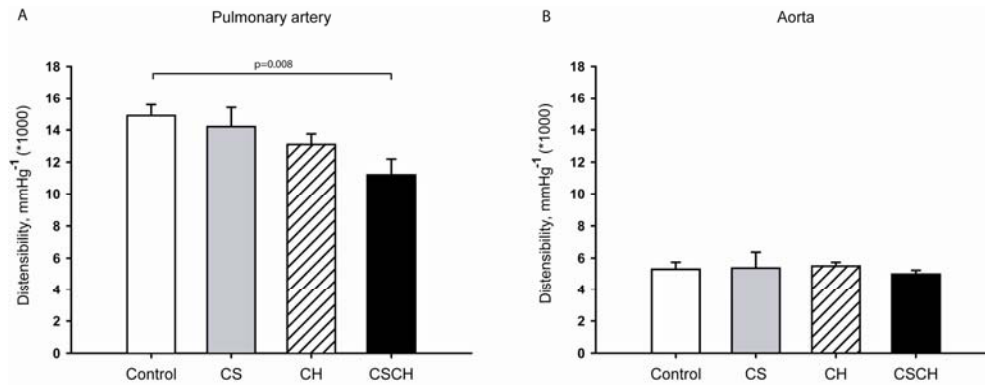 A
Pulmonary artery
p=0.008
18
16
14
12
10
8
6
4
2
0
Distensibility, mmHg-1 (*1000)
Control
CS
CH
CSCH
B
Aorta
18
16
14
12
10
8
6
4
2
0
Distensibility, mmHg-1 (*1000)
Control
CS
CH
CSCH